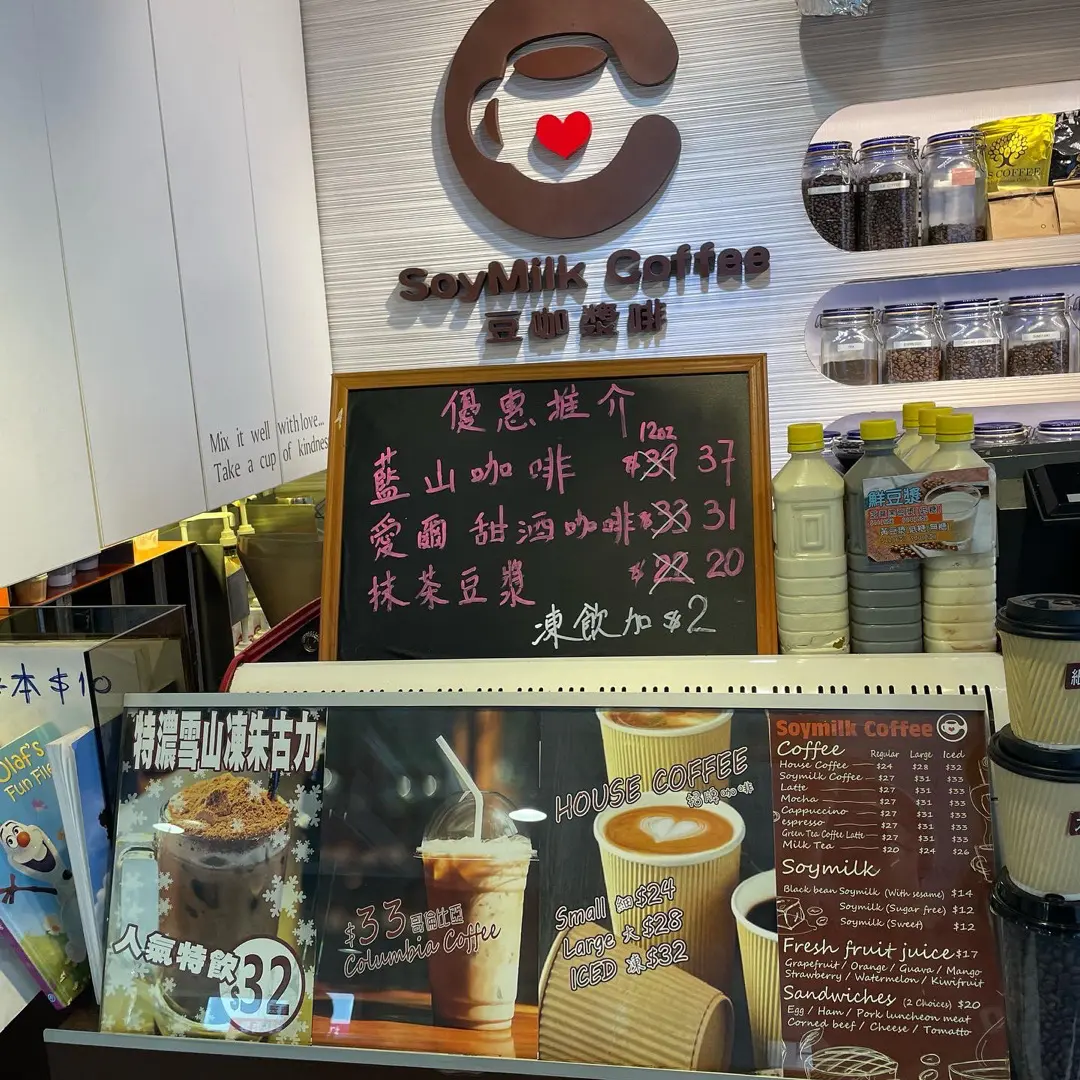 SoyMilk Coffee
豆咖漿啡
Mix it well with love...
Take a cup of kindness
優惠推介
12oz
藍山咖啡 $39 37
愛爾甜酒咖啡 $33 31
抹茶豆漿 $22 20
凍飲加$2
鮮豆漿
本$10
Olaf's
特濃雪山凍朱古力
人氣特飲
$32
$33 哥倫比亞
Columbia Coffee
HOUSE COFFEE
招牌咖啡
Small 細 $24
Large 大 $28
ICED 凍 $32
Soymilk Coffee
Coffee Regular Large Iced
House Coffee $24 $28 $32
Soymilk Coffee $27 $31 $33
Latte $27 $31 $33
Mocha $27 $31 $33
Cappuccino $27 $31 $33
espresso $27 $31 $33
Green Tea Coffee Latte $27 $31 $33
Milk Tea $20 $24 $26
Soymilk
Black bean Soymilk (With sesame) $14
Soymilk (Sugar free) $12
Soymilk (Sweet) $12
Fresh fruit juice $17
Grapefruit / Orange / Guava / Mango
Strawberry / Watermelon / Kiwifruit
Sandwiches (2 Choices) $20
Egg / Ham / Pork luncheon meat
Corned beef / Cheese / Tomatto